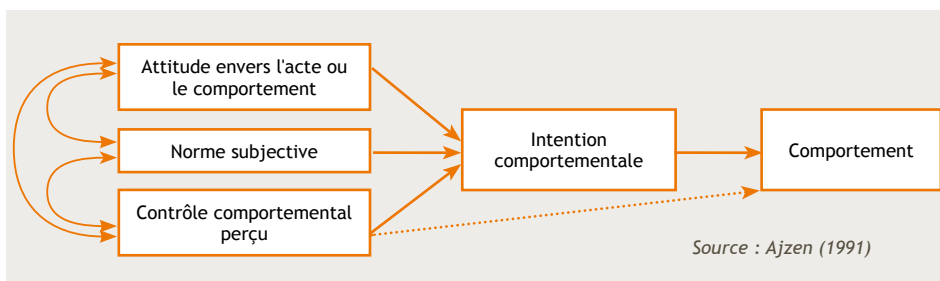 Attitude envers l'acte ou
le comportement
Norme subjective
Contrôle comportemental
perçu
Intention
comportementale
Comportement
Source : Ajzen (1991)